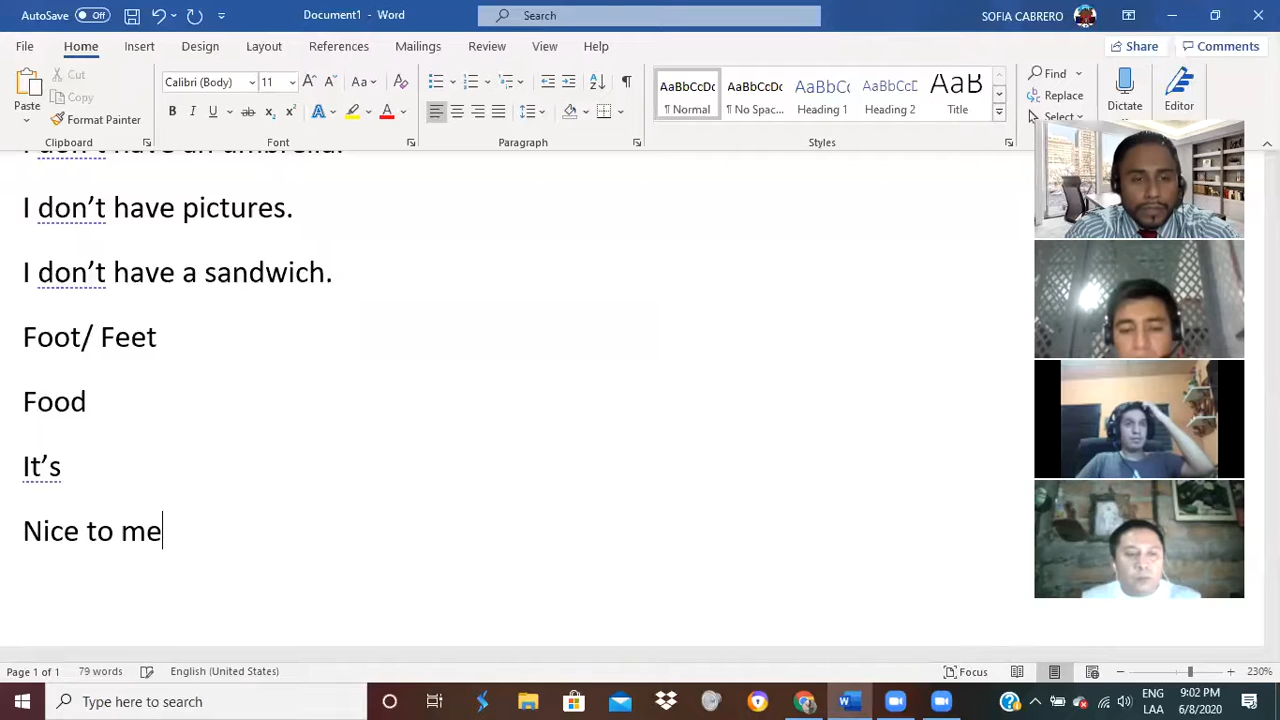 AutoSave Off Document1 - Word Search SOFIA CABRERO
File Home Insert Design Layout References Mailings Review View Help Share Comments
Paste Cut Copy Format Painter
Calibri (Body) 11
AaBbCcDc ¶ Normal
AaBbCcDc ¶ No Spac...
AaBbCc Heading 1
AaBbCcE Heading 2
AaB Title
Find Replace Select
Dictate Editor
Clipboard Font Paragraph Styles
I don't have an umbrella.
I don't have pictures.
I don't have a sandwich.
Foot/ Feet
Food
It's
Nice to me
Page 1 of 1 79 words English (United States) Focus 230%
Type here to search ENG LAA 9:02 PM 6/8/2020